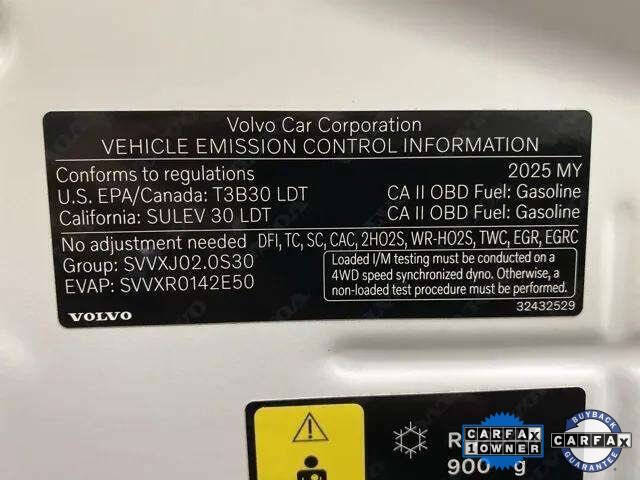 Volvo Car Corporation
VEHICLE EMISSION CONTROL INFORMATION
Conforms to regulations 2025 MY
U.S. EPA/Canada: T3B30 LDT CA II OBD Fuel: Gasoline
California: SULEV 30 LDT CA II OBD Fuel: Gasoline
No adjustment needed DFI, TC, SC, CAC, 2HO2S, WR-HO2S, TWC, EGR, EGRC
Group: SVVXJ02.0S30
EVAP: SVVXR0142E50
Loaded I/M testing must be conducted on a
4WD speed synchronized dyno. Otherwise, a
non-loaded test procedure must be performed.
VOLVO
32432529
R
900 g
CARFAX
1 OWNER
BUYBACK
CARFAX
GUARANTEE